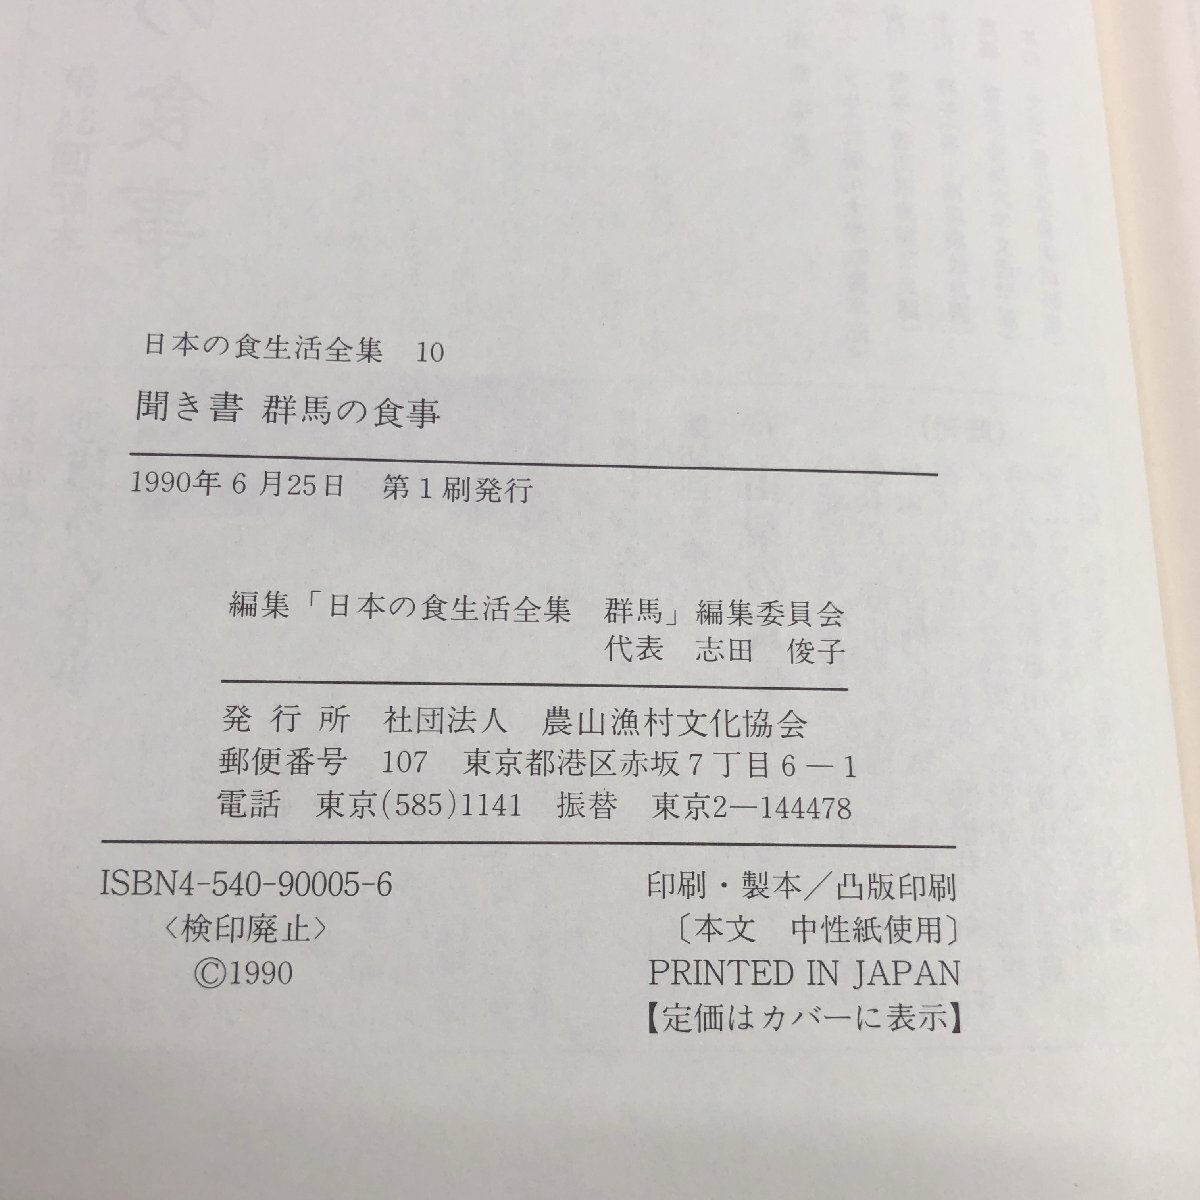 日本の食生活全集　10
聞き書 群馬の食事
1990年6月25日　第1刷発行
編集「日本の食生活全集　群馬」編集委員会
代表　志田　俊子
発行所　社団法人　農山漁村文化協会
郵便番号　107　東京都港区赤坂7丁目6－1
電話　東京(585)1141　振替　東京2―144478
ISBN4-540-90005-6
〈検印廃止〉
©1990
印刷・製本／凸版印刷
〔本文　中性紙使用〕
PRINTED IN JAPAN
【定価はカバーに表示】